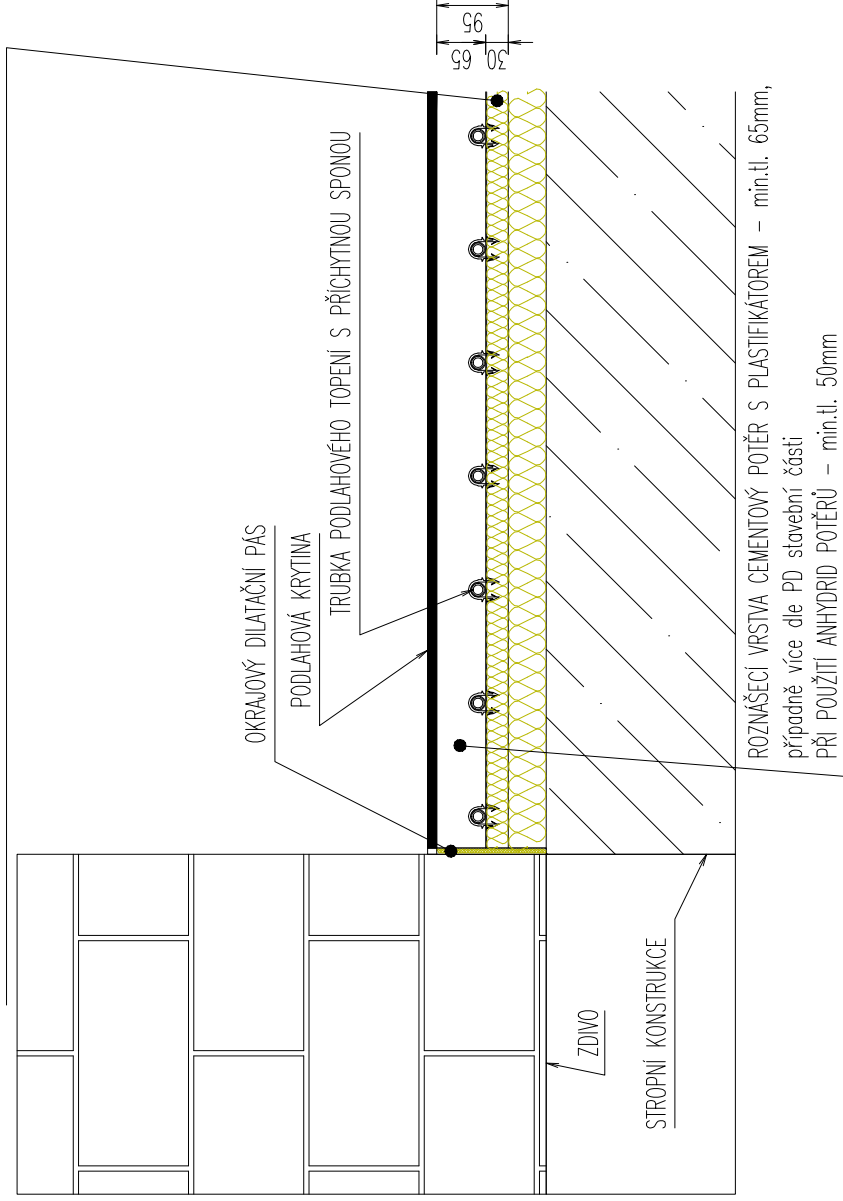 95
65
30
OKRAJOVÝ DILATAČNÍ PÁS
PODLAHOVÁ KRYTINA
TRUBKA PODLAHOVÉHO TOPENÍ S PŘÍCHYTNOU SPONOU
ZDIVO
STROPNÍ KONSTRUKCE
ROZNÁŠECÍ VRSTVA CEMENTOVÝ POTĚR S PLASTIFIKÁTOREM - min.tl. 65mm,
případně více dle PD stavební části
PŘI POUŽITÍ ANHYDRID POTĚRŮ - min.tl. 50mm